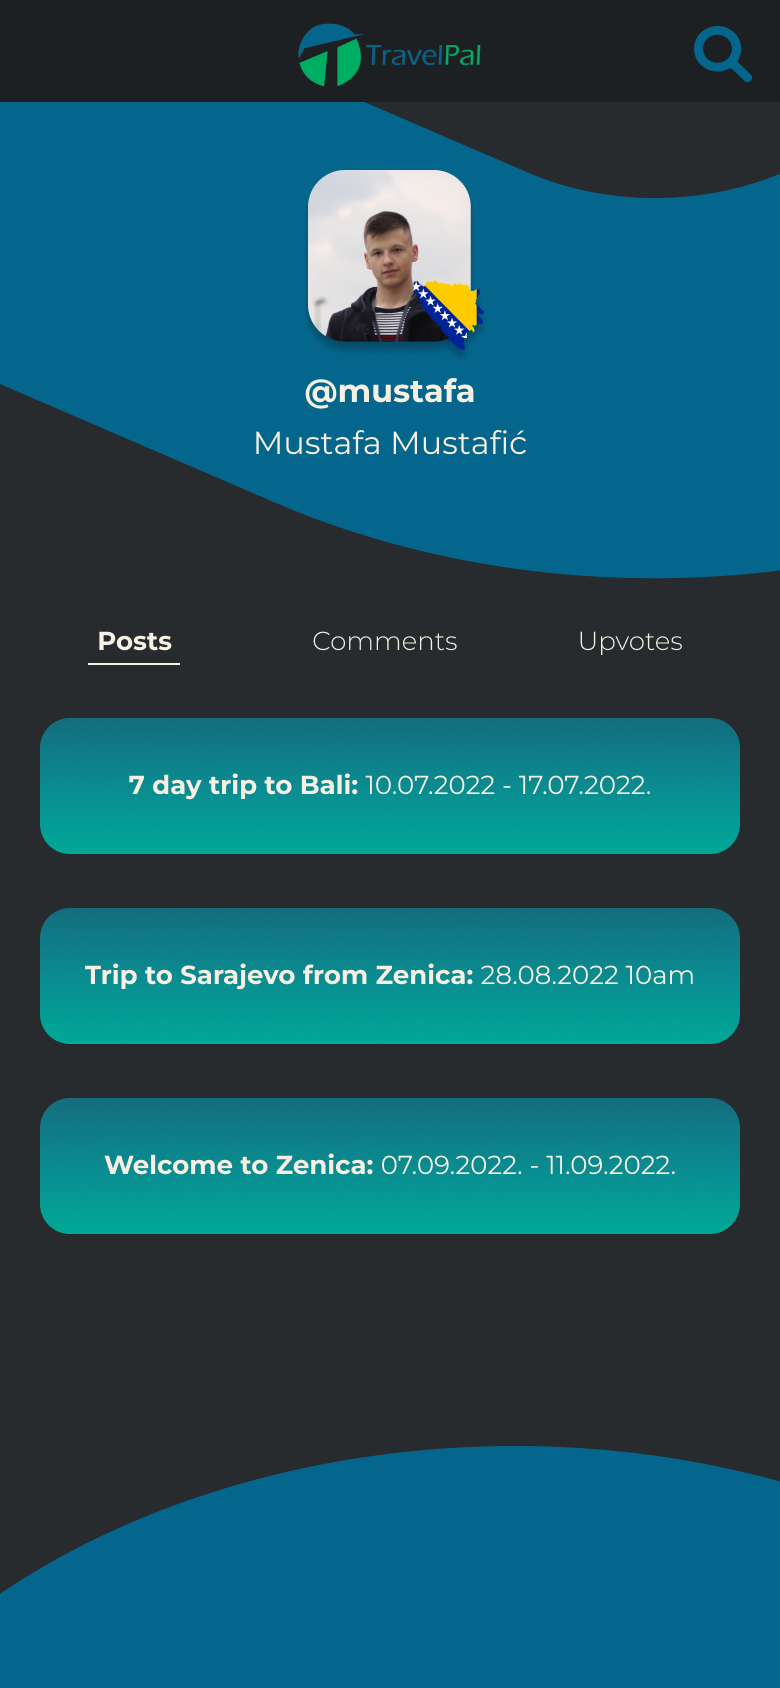 TravelPal
@mustafa
Mustafa Mustafić
Posts Comments Upvotes
7 day trip to Bali: 10.07.2022 - 17.07.2022.
Trip to Sarajevo from Zenica: 28.08.2022 10am
Welcome to Zenica: 07.09.2022. - 11.09.2022.